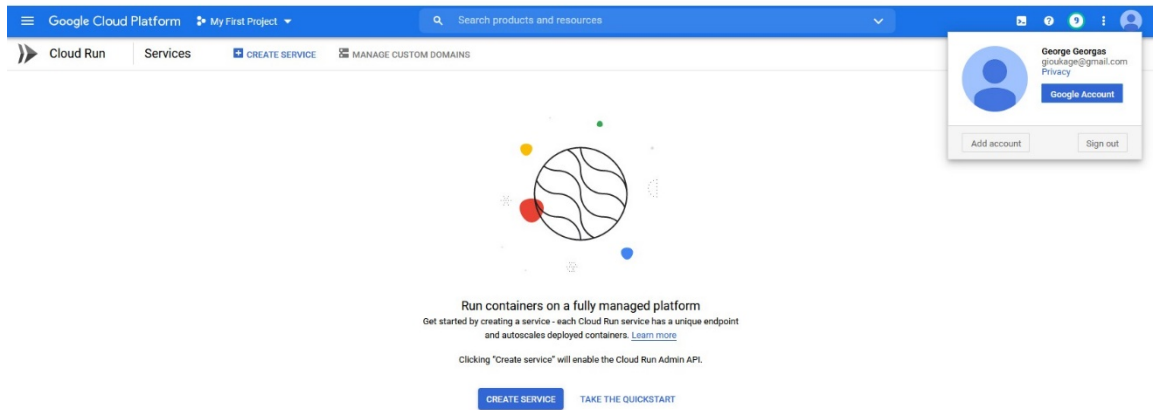 Google Cloud Platform My First Project Search products and resources ? 9
Cloud Run Services CREATE SERVICE MANAGE CUSTOM DOMAINS
George Georgas
gioukage@gmail.com
Privacy
Google Account
Add account Sign out
Run containers on a fully managed platform
Get started by creating a service - each Cloud Run service has a unique endpoint
and autoscales deployed containers. Learn more
Clicking "Create service" will enable the Cloud Run Admin API.
CREATE SERVICE TAKE THE QUICKSTART